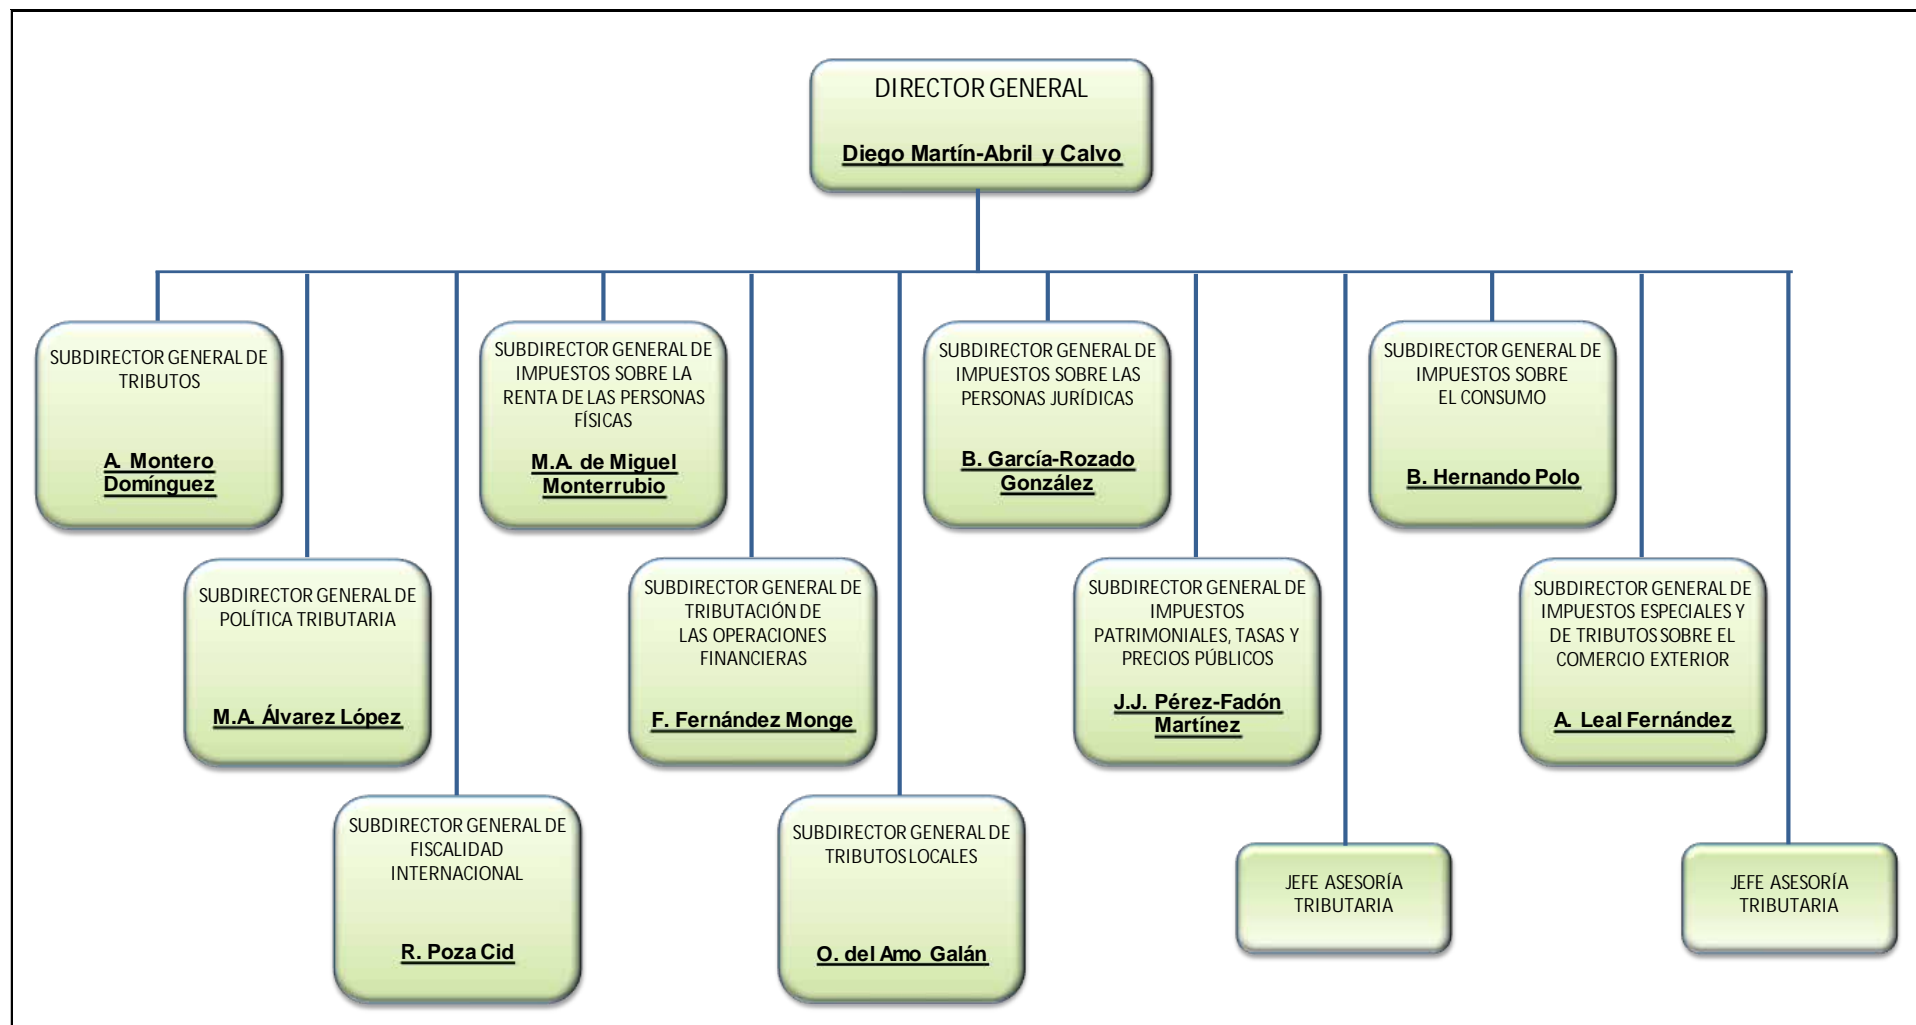 DIRECTOR GENERAL
Diego Martín-Abril y Calvo
SUBDIRECTOR GENERAL DE
TRIBUTOS
A. Montero
Domínguez
SUBDIRECTOR GENERAL DE
IMPUESTOS SOBRE LA
RENTA DE LAS PERSONAS
FÍSICAS
M.A. de Miguel
Monterrubio
SUBDIRECTOR GENERAL DE
IMPUESTOS SOBRE LAS
PERSONAS JURÍDICAS
B. García-Rozado
González
SUBDIRECTOR GENERAL DE
IMPUESTOS SOBRE
EL CONSUMO
B. Hernando Polo
SUBDIRECTOR GENERAL DE
POLÍTICA TRIBUTARIA
M.A. Álvarez López
SUBDIRECTOR GENERAL DE
TRIBUTACIÓN DE
LAS OPERACIONES
FINANCIERAS
F. Fernández Monge
SUBDIRECTOR GENERAL DE
IMPUESTOS
PATRIMONIALES, TASAS Y
PRECIOS PÚBLICOS
J.J. Pérez-Fadón
Martínez
SUBDIRECTOR GENERAL DE
IMPUESTOS ESPECIALES Y
DE TRIBUTOS SOBRE EL
COMERCIO EXTERIOR
A. Leal Fernández
SUBDIRECTOR GENERAL DE
FISCALIDAD
INTERNACIONAL
R. Poza Cid
SUBDIRECTOR GENERAL DE
TRIBUTOS LOCALES
O. del Amo Galán
JEFE ASESORÍA
TRIBUTARIA
JEFE ASESORÍA
TRIBUTARIA